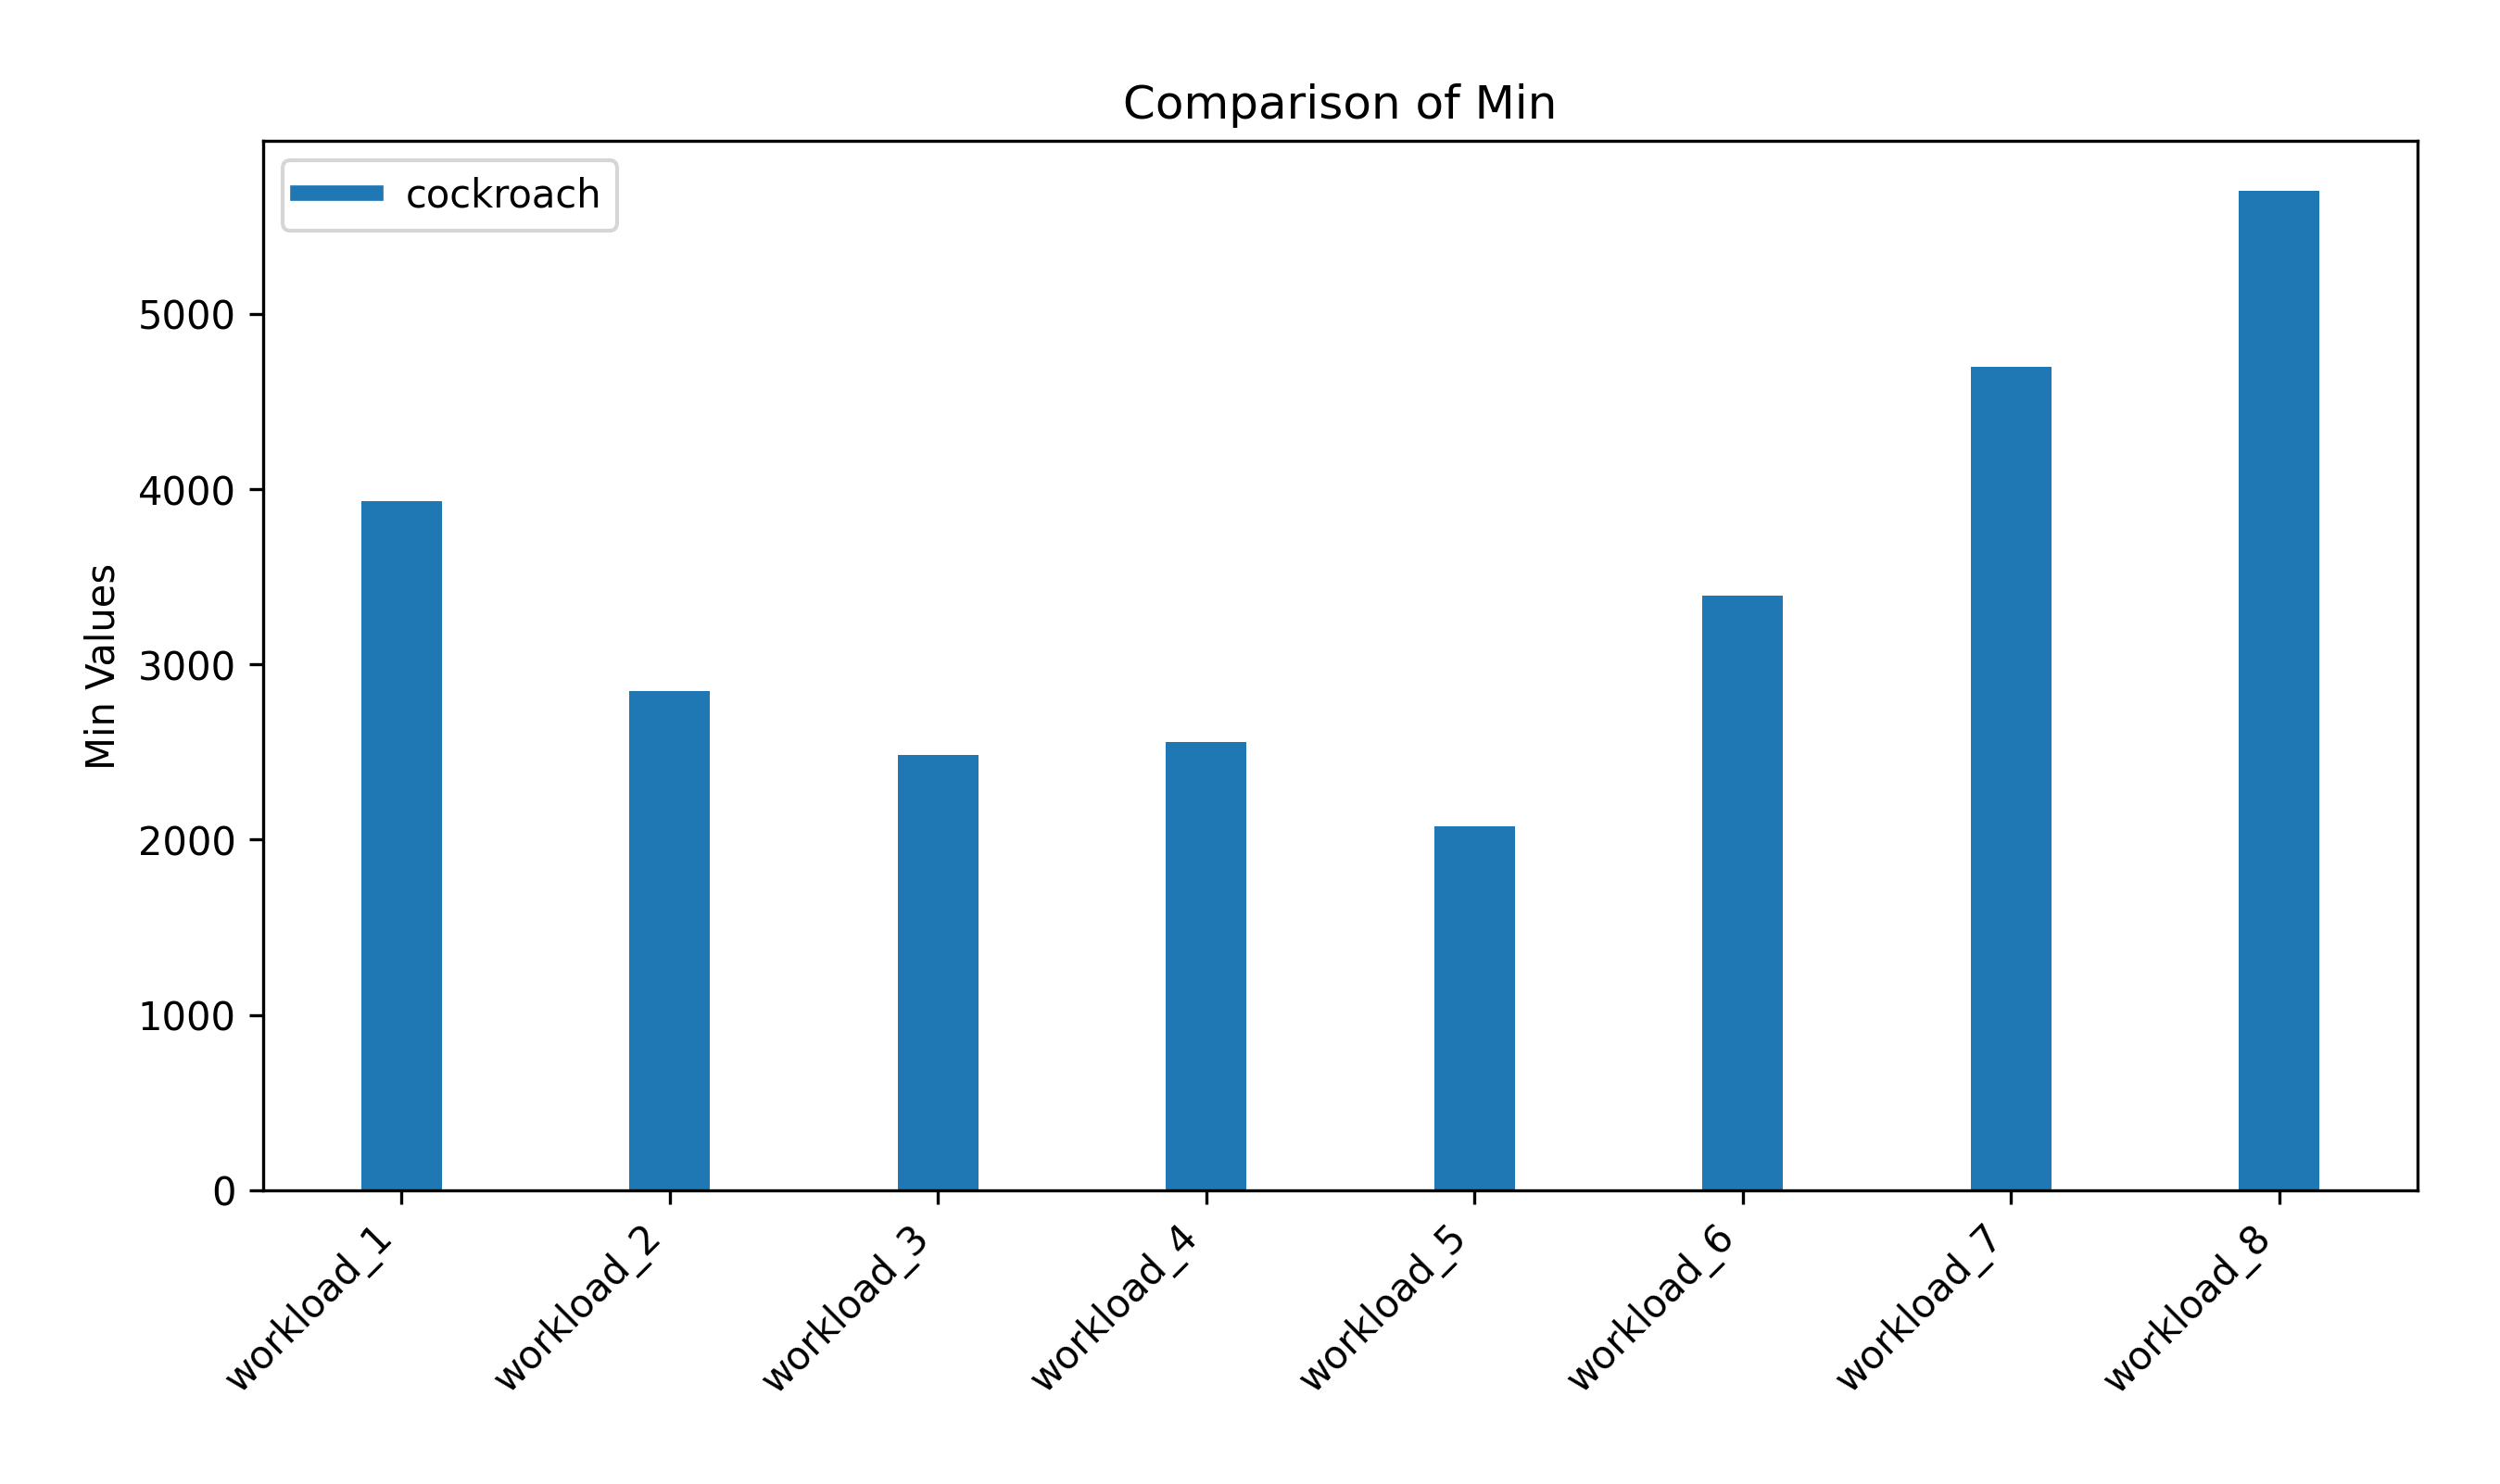 Comparison of Min
cockroach
Min Values
5000
4000
3000
2000
1000
0
workload_1
workload_2
workload_3
workload_4
workload_5
workload_6
workload_7
workload_8